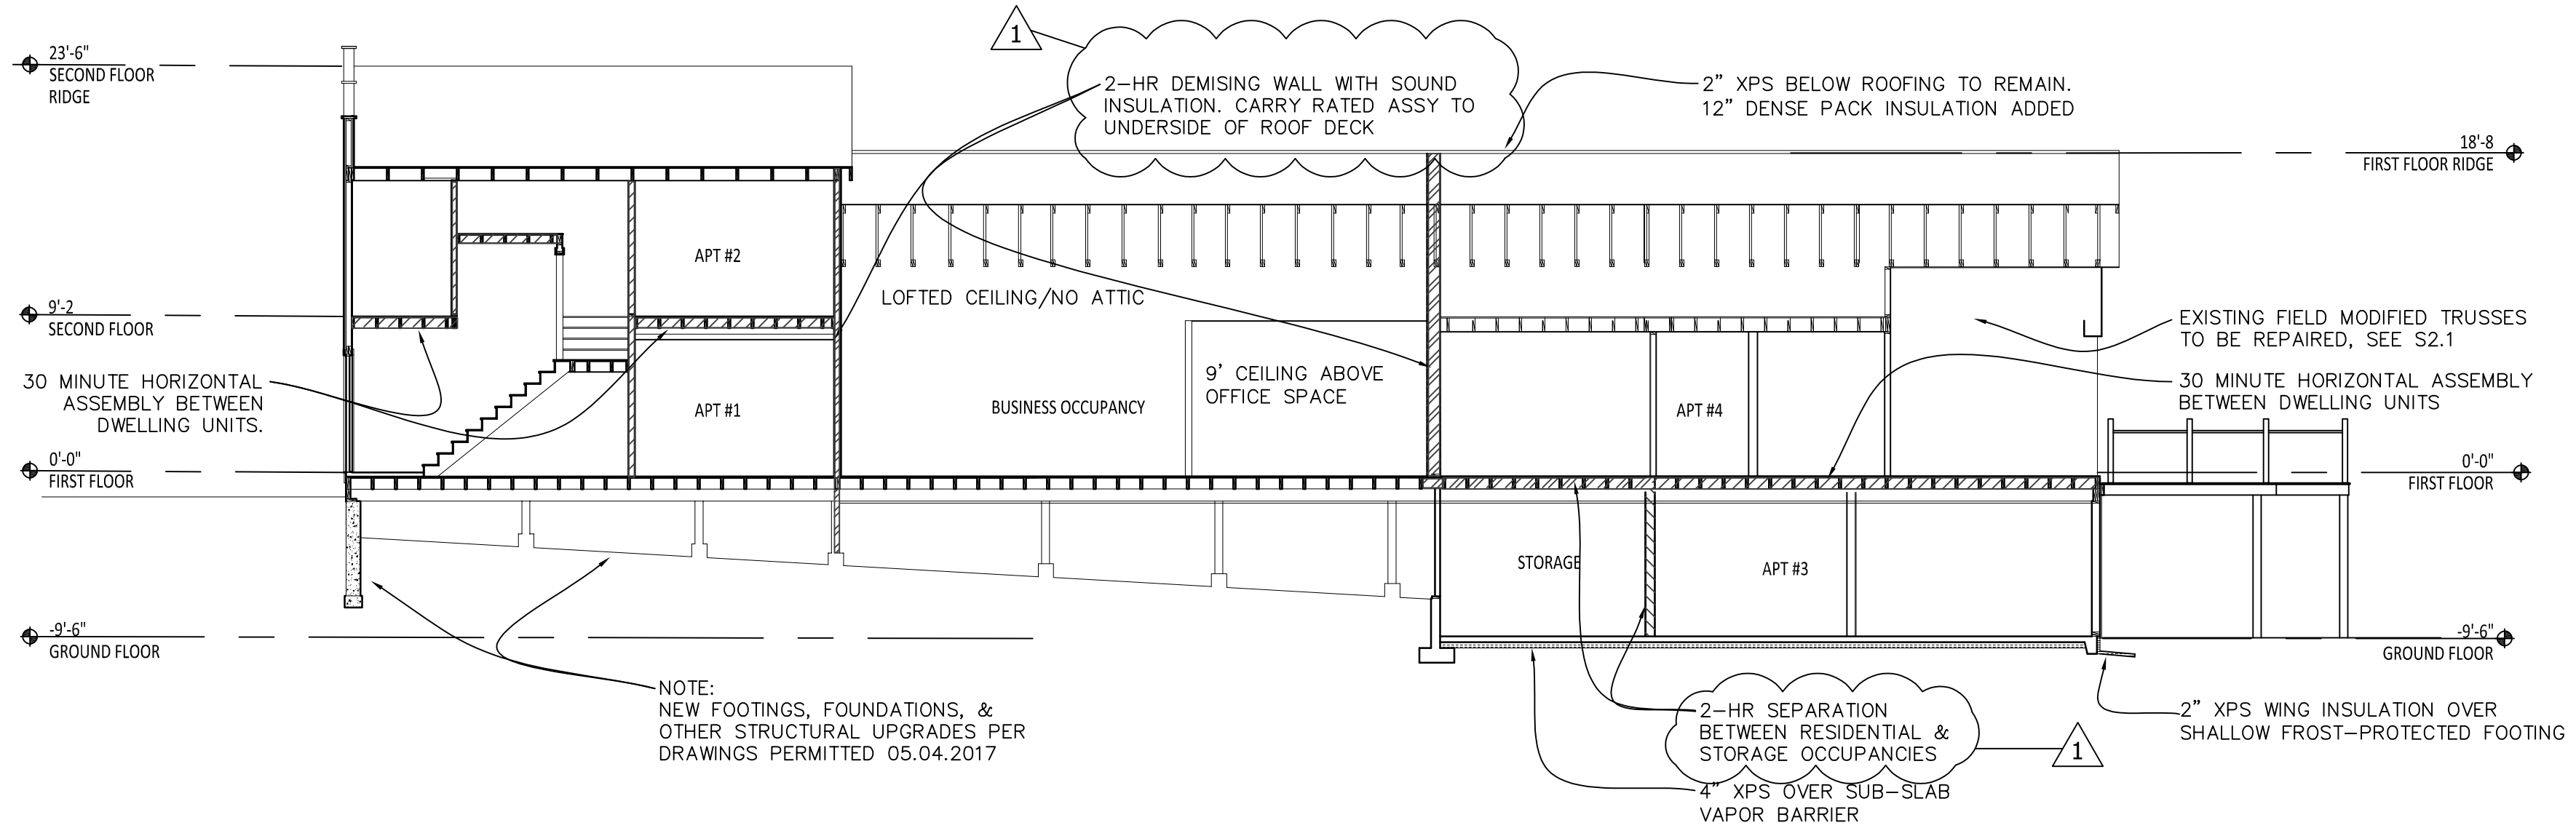 23'-6"
SECOND FLOOR
RIDGE
1
2-HR DEMISING WALL WITH SOUND
INSULATION. CARRY RATED ASSY TO
UNDERSIDE OF ROOF DECK
2” XPS BELOW ROOFING TO REMAIN.
12” DENSE PACK INSULATION ADDED
18'-8
FIRST FLOOR RIDGE
APT #2
LOFTED CEILING/NO ATTIC
9'-2
SECOND FLOOR
EXISTING FIELD MODIFIED TRUSSES
TO BE REPAIRED, SEE S2.1
30 MINUTE HORIZONTAL
ASSEMBLY BETWEEN
DWELLING UNITS.
APT #1
BUSINESS OCCUPANCY
9’ CEILING ABOVE
OFFICE SPACE
APT #4
30 MINUTE HORIZONTAL ASSEMBLY
BETWEEN DWELLING UNITS
0'-0"
FIRST FLOOR
0'-0"
FIRST FLOOR
STORAGE
APT #3
-9'-6"
GROUND FLOOR
-9'-6"
GROUND FLOOR
NOTE:
NEW FOOTINGS, FOUNDATIONS, &
OTHER STRUCTURAL UPGRADES PER
DRAWINGS PERMITTED 05.04.2017
2-HR SEPARATION
BETWEEN RESIDENTIAL &
STORAGE OCCUPANCIES
1
2” XPS WING INSULATION OVER
SHALLOW FROST-PROTECTED FOOTING
4” XPS OVER SUB-SLAB
VAPOR BARRIER